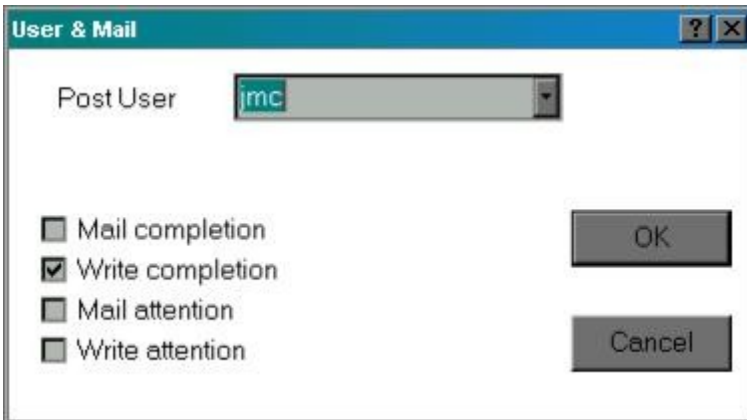 User & Mail
?
Post User
jmc
Mail completion
Write completion
Mail attention
Write attention
OK
Cancel